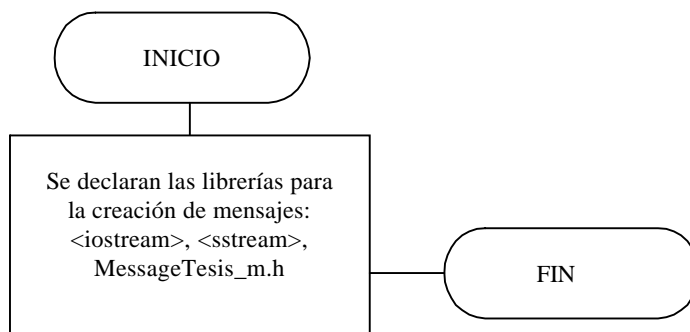 INICIO
Se declaran las librerías para
la creación de mensajes:
<iostream>, <sstream>,
MessageTesis_m.h
FIN